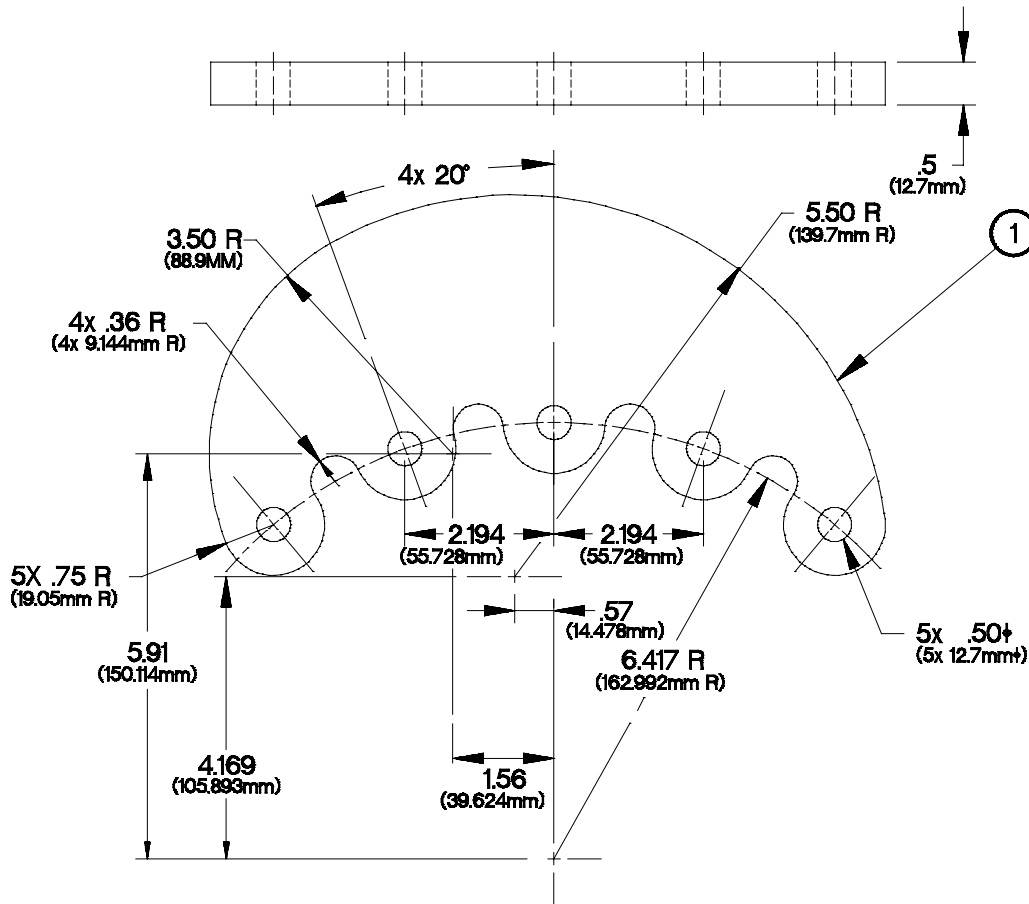 4x 20°
.5
(12.7mm)
3.50 R
(88.9MM)
5.50 R
(139.7mm R)
1
4x .36 R
(4x 9.144mm R)
2.194
(55.728mm)
2.194
(55.728mm)
5X .75 R
(19.05mm R)
.57
(14.478mm)
5x .50ϕ
(5x 12.7mmϕ)
5.91
(150.114mm)
6.417 R
(162.992mm R)
4.169
(105.893mm)
1.56
(39.624mm)